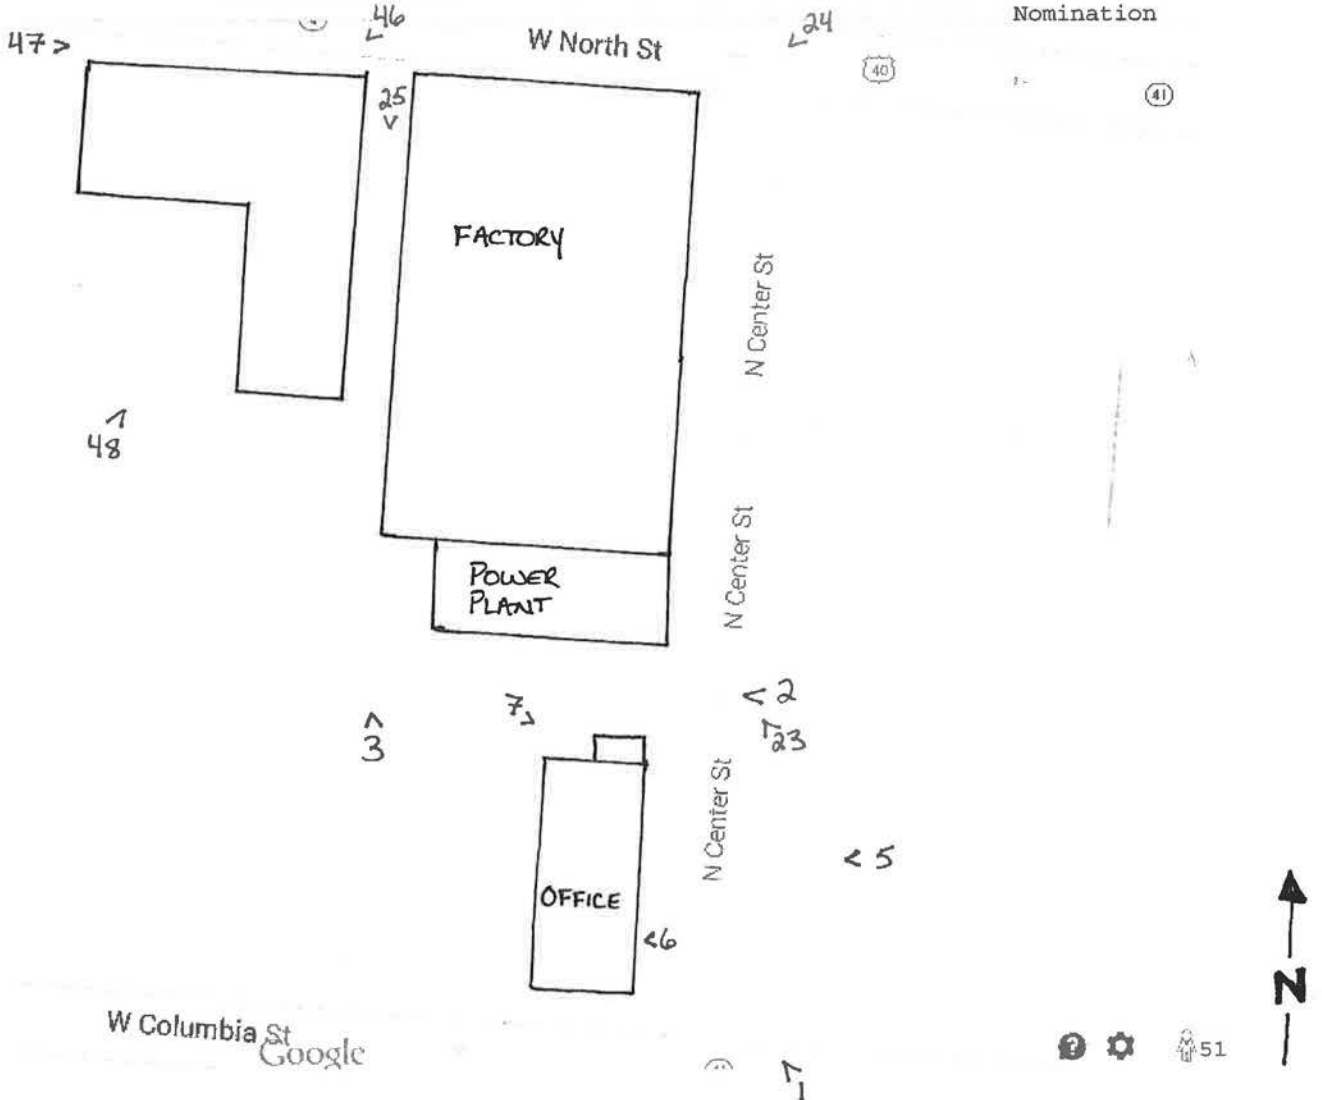 Nomination
46
24
47 >
W North St
40
25
41
FACTORY
N Center St
48
N Center St
POWER
PLANT
< 2
7
23
3
N Center St
< 5
OFFICE
<6
N
W Columbia St
Google
51
1